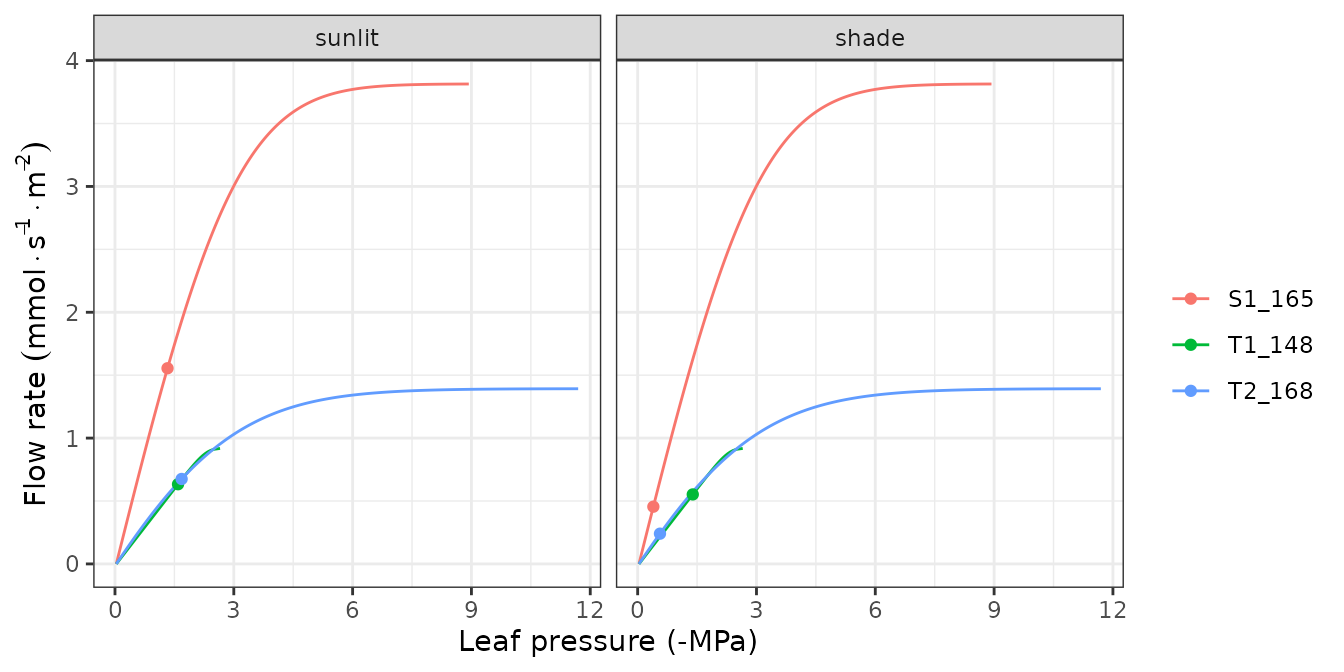 sunlit
shade
4
3
2
1
0
Flow rate (mmol·s⁻¹·m⁻²)
0 3 6 9 12
0 3 6 9 12
Leaf pressure (-MPa)
S1_165
T1_148
T2_168